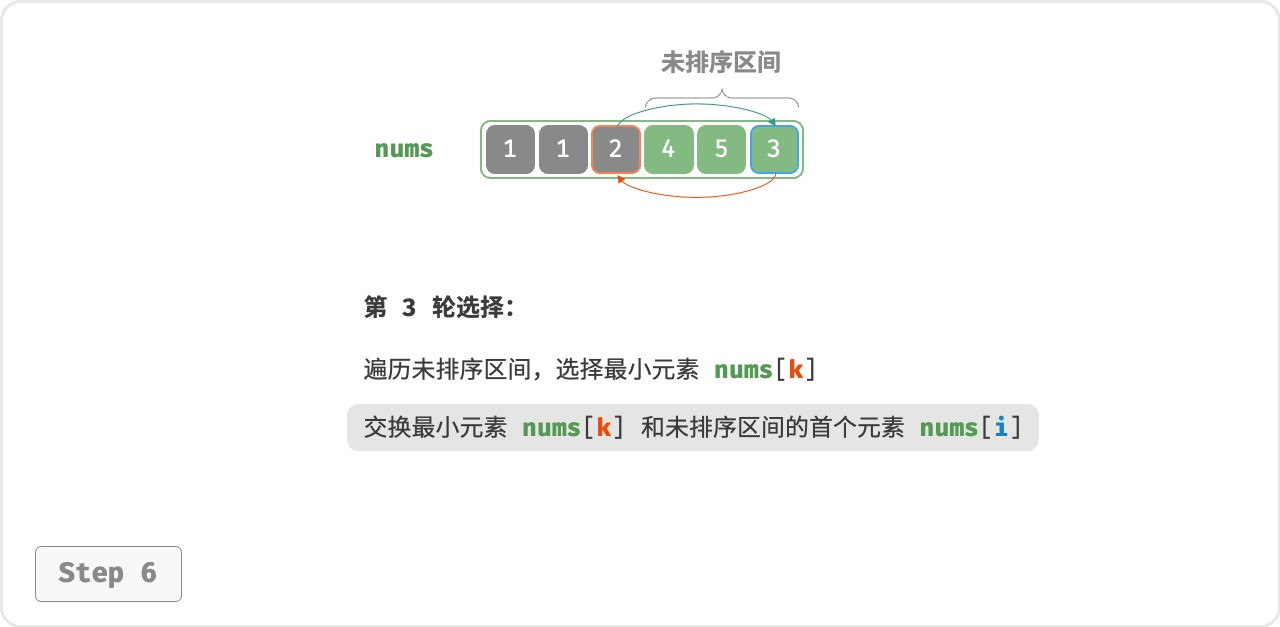 未排序区间
nums 1 1 2 4 5 3
第 3 轮选择:
遍历未排序区间，选择最小元素 nums[k]
交换最小元素 nums[k] 和未排序区间的首个元素 nums[i]
Step 6